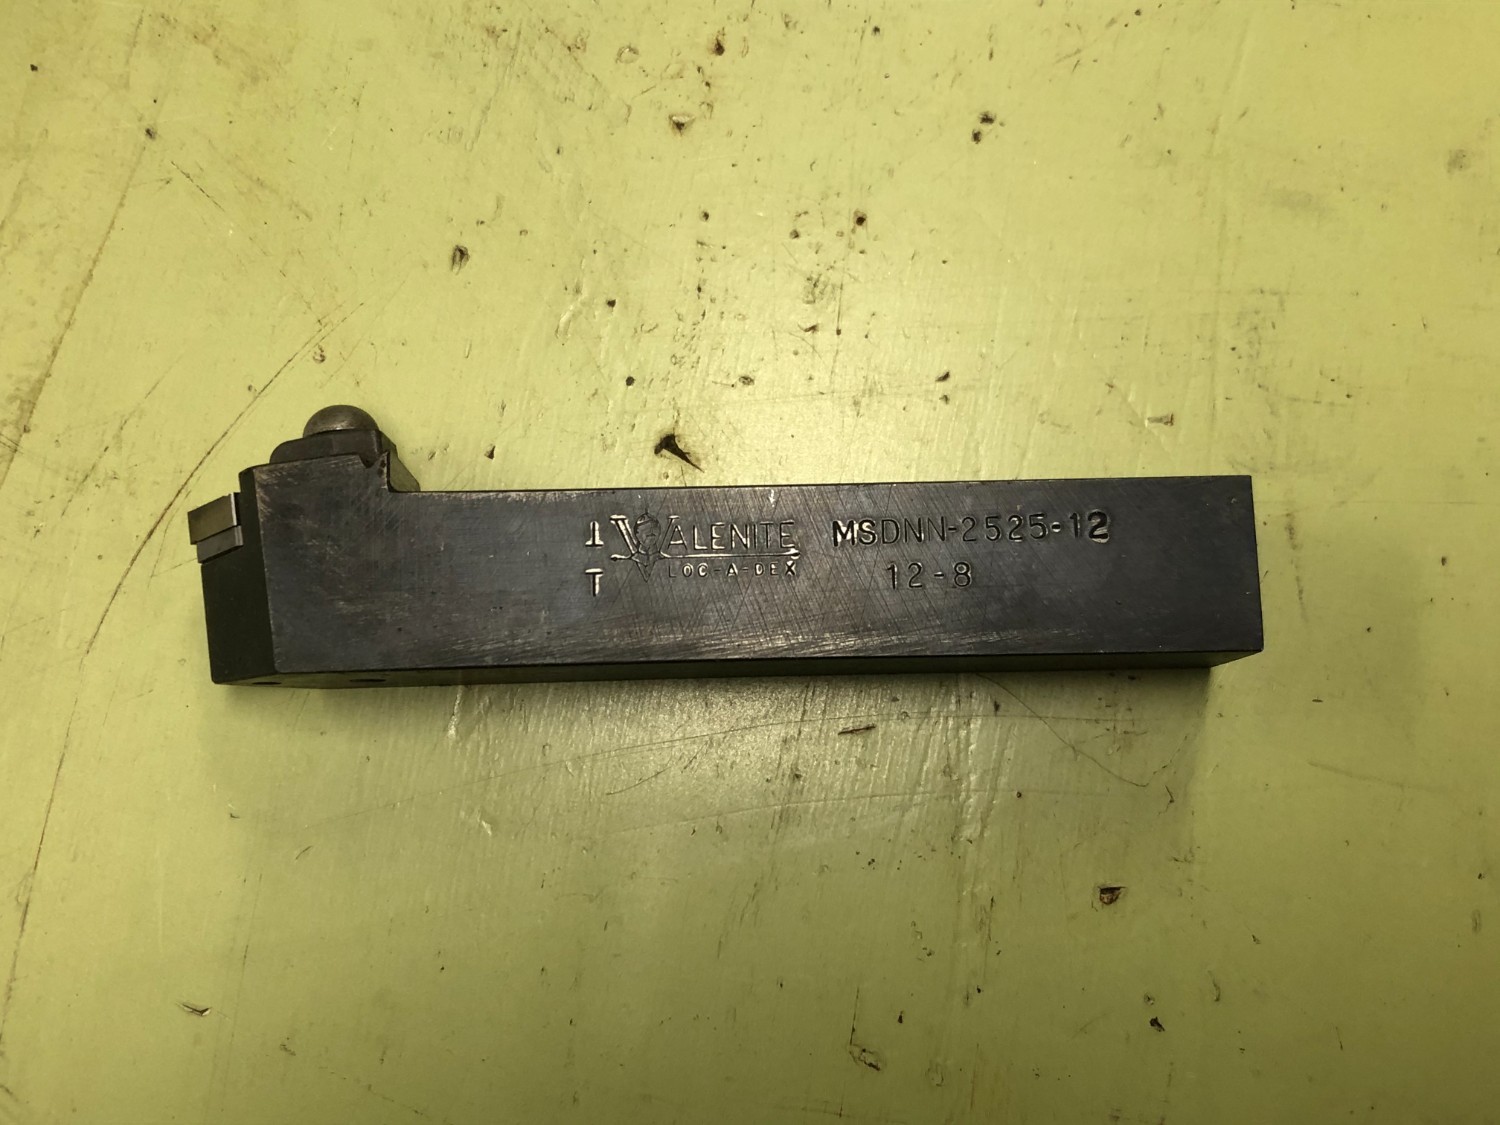 VALENITE MSDNN-2525-12
LOC-A-DEX 12-8